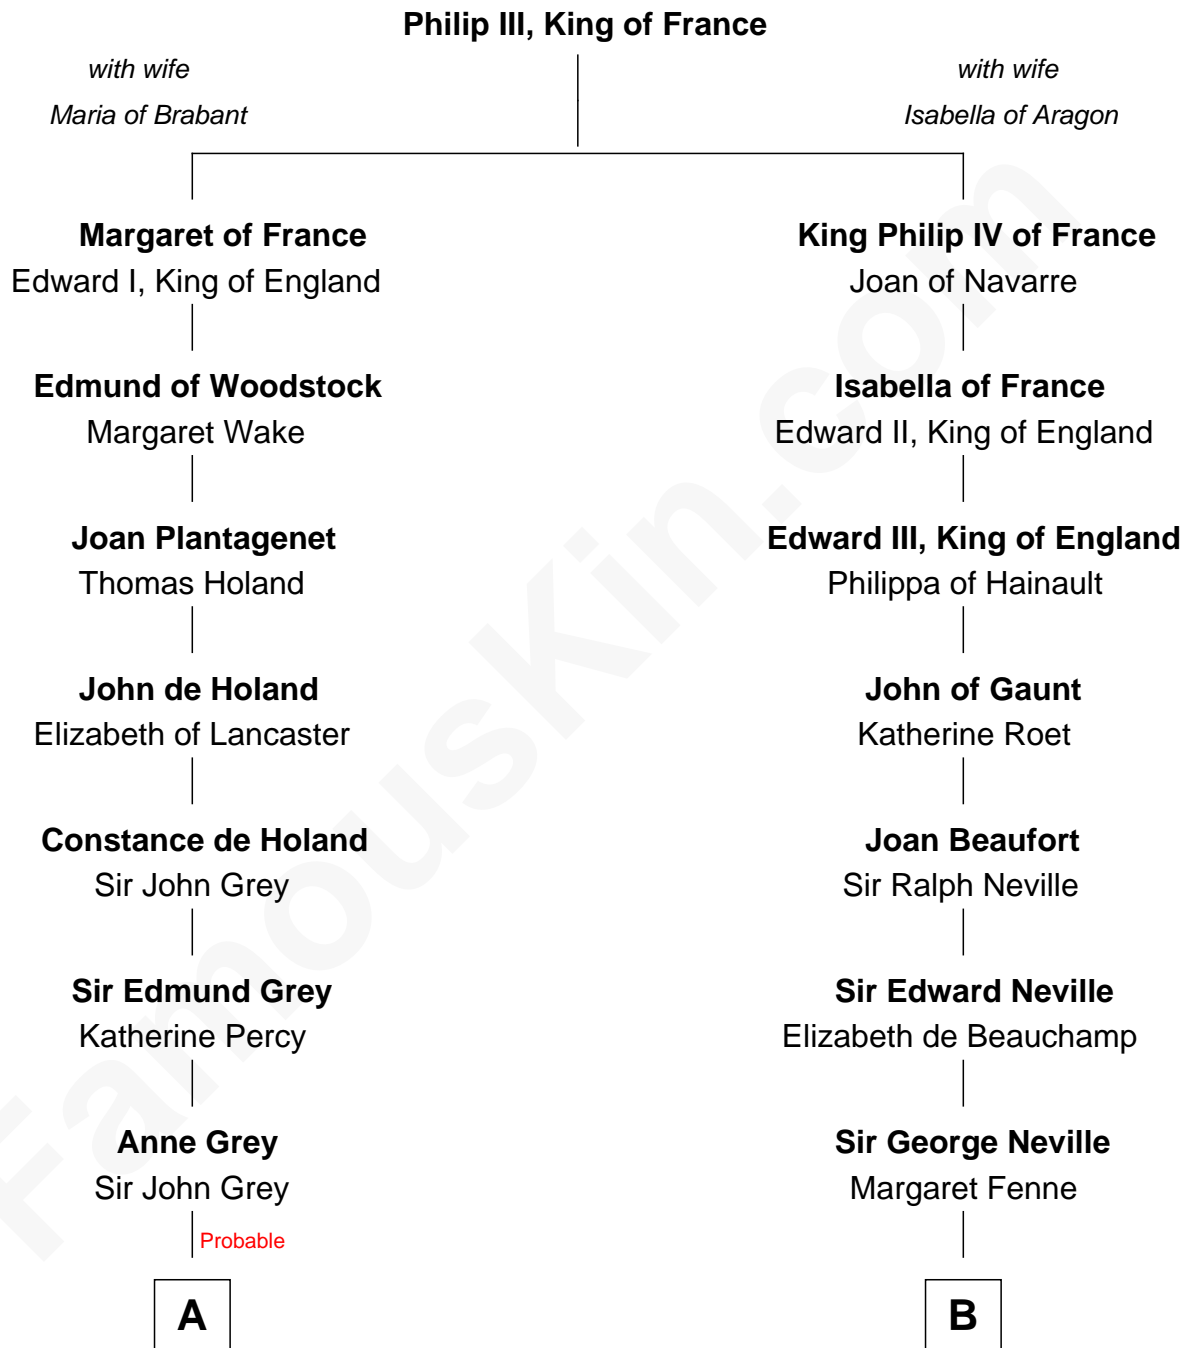 Philip III, King of France
with wife
Maria of Brabant
with wife
Isabella of Aragon
Margaret of France
Edward I, King of England
King Philip IV of France
Joan of Navarre
Edmund of Woodstock
Margaret Wake
Isabella of France
Edward II, King of England
Joan Plantagenet
Thomas Holand
Edward III, King of England
Philippa of Hainault
John de Holand
Elizabeth of Lancaster
John of Gaunt
Katherine Roet
Constance de Holand
Sir John Grey
Joan Beaufort
Sir Ralph Neville
Sir Edmund Grey
Katherine Percy
Sir Edward Neville
Elizabeth de Beauchamp
Anne Grey
Sir John Grey
Sir George Neville
Margaret Fenne
Probable
A
B
FamousKin.com